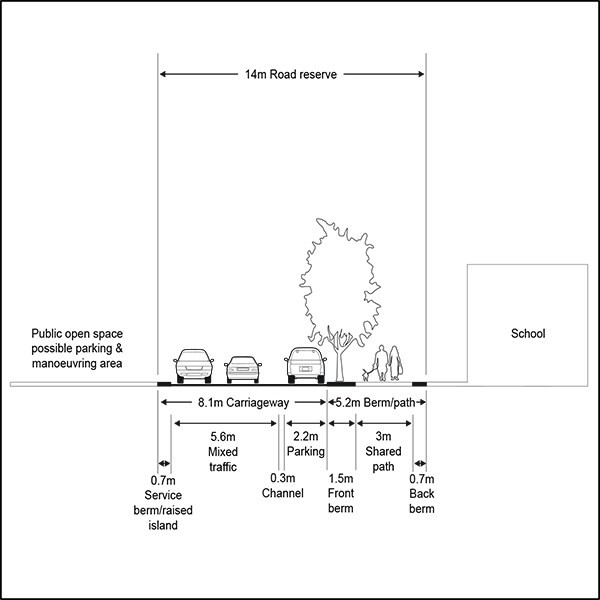 14m Road reserve
Public open space
possible parking &
manoeuvring area
School
8.1m Carriageway
5.2m Berm/path
5.6m
Mixed
traffic
2.2m
Parking
3m
Shared
path
0.7m
Service
berm/raised
island
0.3m
Channel
1.5m
Front
berm
0.7m
Back
berm